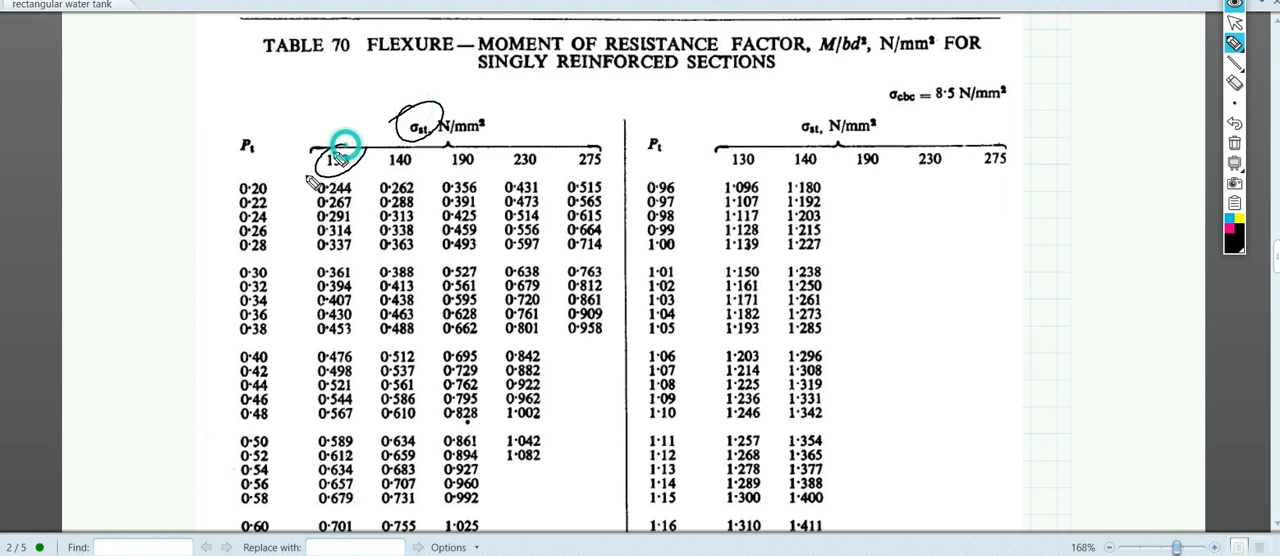 rectangular water tank
TABLE 70 FLEXURE—MOMENT OF RESISTANCE FACTOR, M/bd², N/mm² FOR
SINGLY REINFORCED SECTIONS
σcbc = 8·5 N/mm²
σst, N/mm² σst, N/mm²
Pt Pt
140 190 230 275 130 140 190 230 275
0·20 0·244 0·262 0·356 0·431 0·515 0·96 1·096 1·180
0·22 0·267 0·288 0·391 0·473 0·565 0·97 1·107 1·192
0·24 0·291 0·313 0·425 0·514 0·615 0·98 1·117 1·203
0·26 0·314 0·338 0·459 0·556 0·664 0·99 1·128 1·215
0·28 0·337 0·363 0·493 0·597 0·714 1·00 1·139 1·227
0·30 0·361 0·388 0·527 0·638 0·763 1·01 1·150 1·238
0·32 0·394 0·413 0·561 0·679 0·812 1·02 1·161 1·250
0·34 0·407 0·438 0·595 0·720 0·861 1·03 1·171 1·261
0·36 0·430 0·463 0·628 0·761 0·909 1·04 1·182 1·273
0·38 0·453 0·488 0·662 0·801 0·958 1·05 1·193 1·285
0·40 0·476 0·512 0·695 0·842 1·06 1·203 1·296
0·42 0·498 0·537 0·729 0·882 1·07 1·214 1·308
0·44 0·521 0·561 0·762 0·922 1·08 1·225 1·319
0·46 0·544 0·586 0·795 0·962 1·09 1·236 1·331
0·48 0·567 0·610 0·828 1·002 1·10 1·246 1·342
0·50 0·589 0·634 0·861 1·042 1·11 1·257 1·354
0·52 0·612 0·659 0·894 1·082 1·12 1·268 1·365
0·54 0·634 0·683 0·927 1·13 1·278 1·377
0·56 0·657 0·707 0·960 1·14 1·289 1·388
0·58 0·679 0·731 0·992 1·15 1·300 1·400
0·60 0·701 0·755 1·025 1·16 1·310 1·411
2 / 5 Find: Replace with: Options 168%